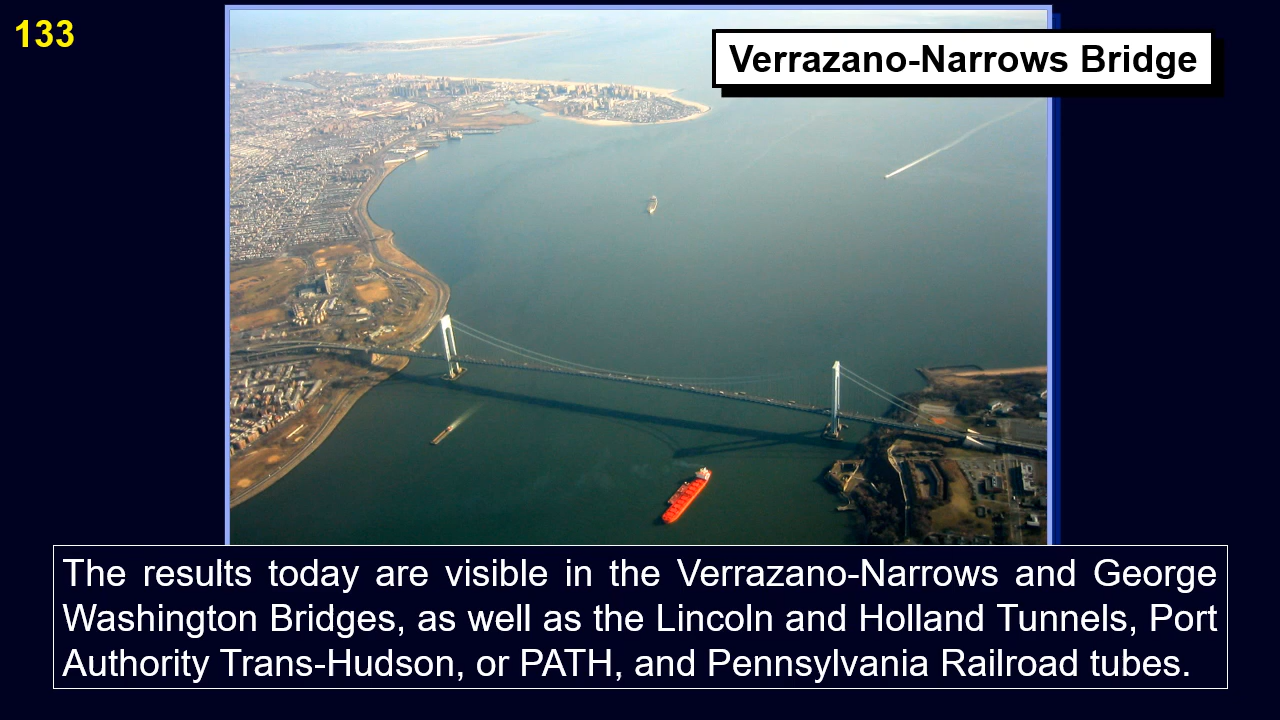 133
Verrazano-Narrows Bridge
The results today are visible in the Verrazano-Narrows and George
Washington Bridges, as well as the Lincoln and Holland Tunnels, Port
Authority Trans-Hudson, or PATH, and Pennsylvania Railroad tubes.